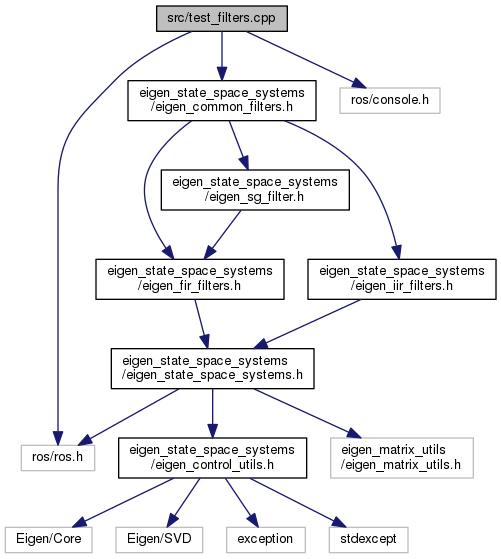 src/test_filters.cpp
eigen_state_space_systems
/eigen_common_filters.h
ros/console.h
eigen_state_space_systems
/eigen_sg_filter.h
eigen_state_space_systems
/eigen_fir_filters.h
eigen_state_space_systems
/eigen_iir_filters.h
eigen_state_space_systems
/eigen_state_space_systems.h
ros/ros.h
eigen_state_space_systems
/eigen_control_utils.h
eigen_matrix_utils
/eigen_matrix_utils.h
Eigen/Core
Eigen/SVD
exception
stdexcept